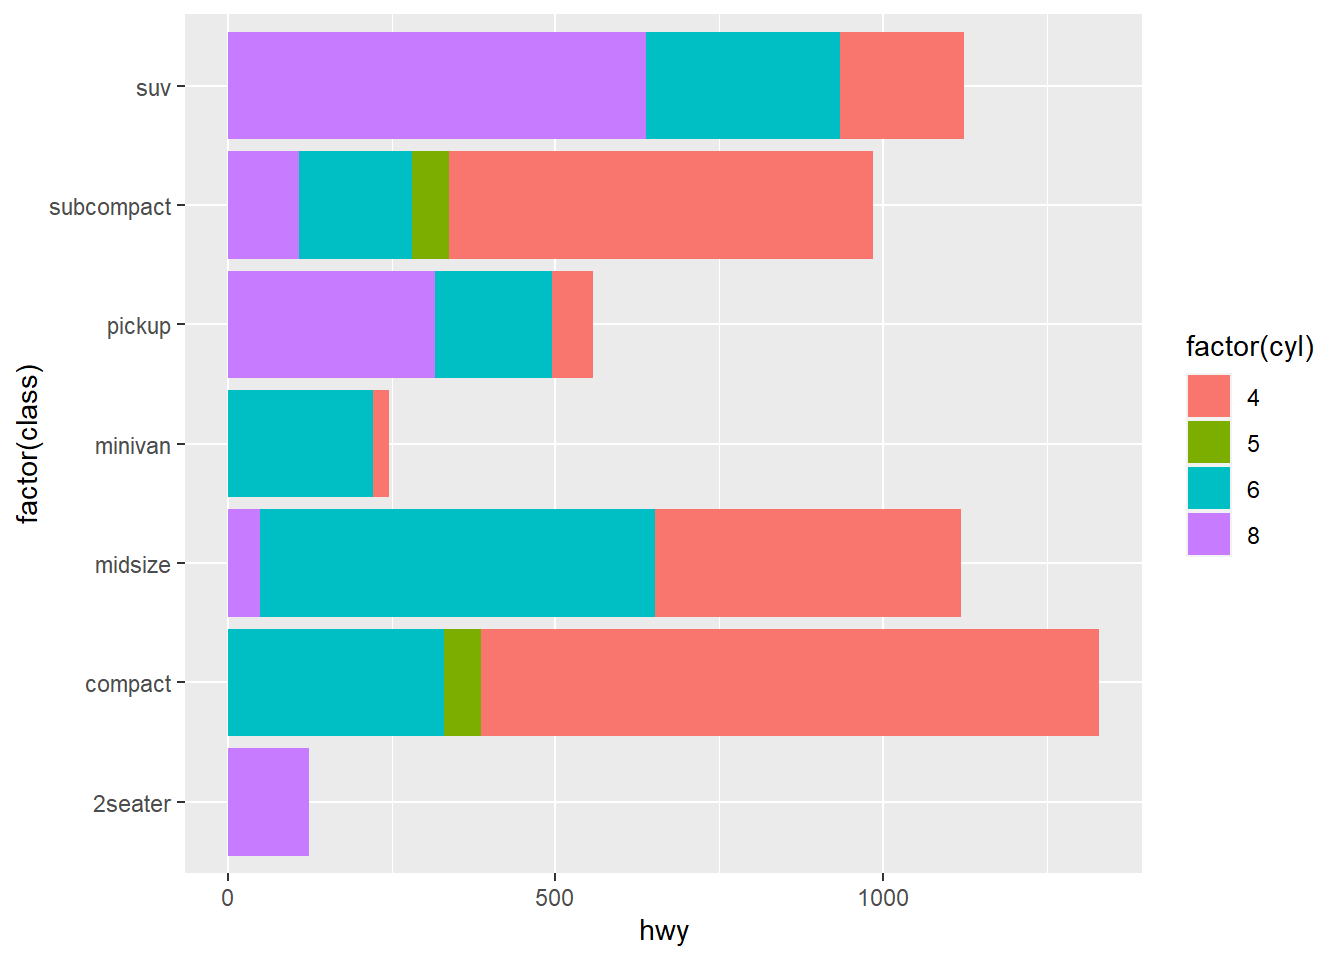 suv
subcompact
pickup
minivan
midsize
compact
2seater
factor(class)
0 500 1000
hwy
factor(cyl)
4
5
6
8